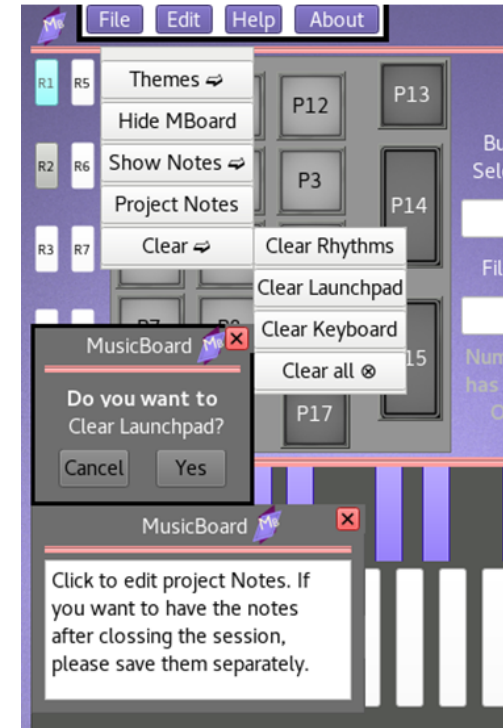 MB
File Edit Help About
R1 R5 Themes ➫ P12 P13
Hide MBoard
R2 R6 Show Notes ➫ P3
Project Notes P14
R3 R7 Clear ➫ Clear Rhythms
Clear Launchpad
Clear Keyboard
Clear all ⊗
P17
MusicBoard MB
Do you want to
Clear Launchpad?
Cancel Yes
MusicBoard MB
Click to edit project Notes. If
you want to have the notes
after clossing the session,
please save them separately.